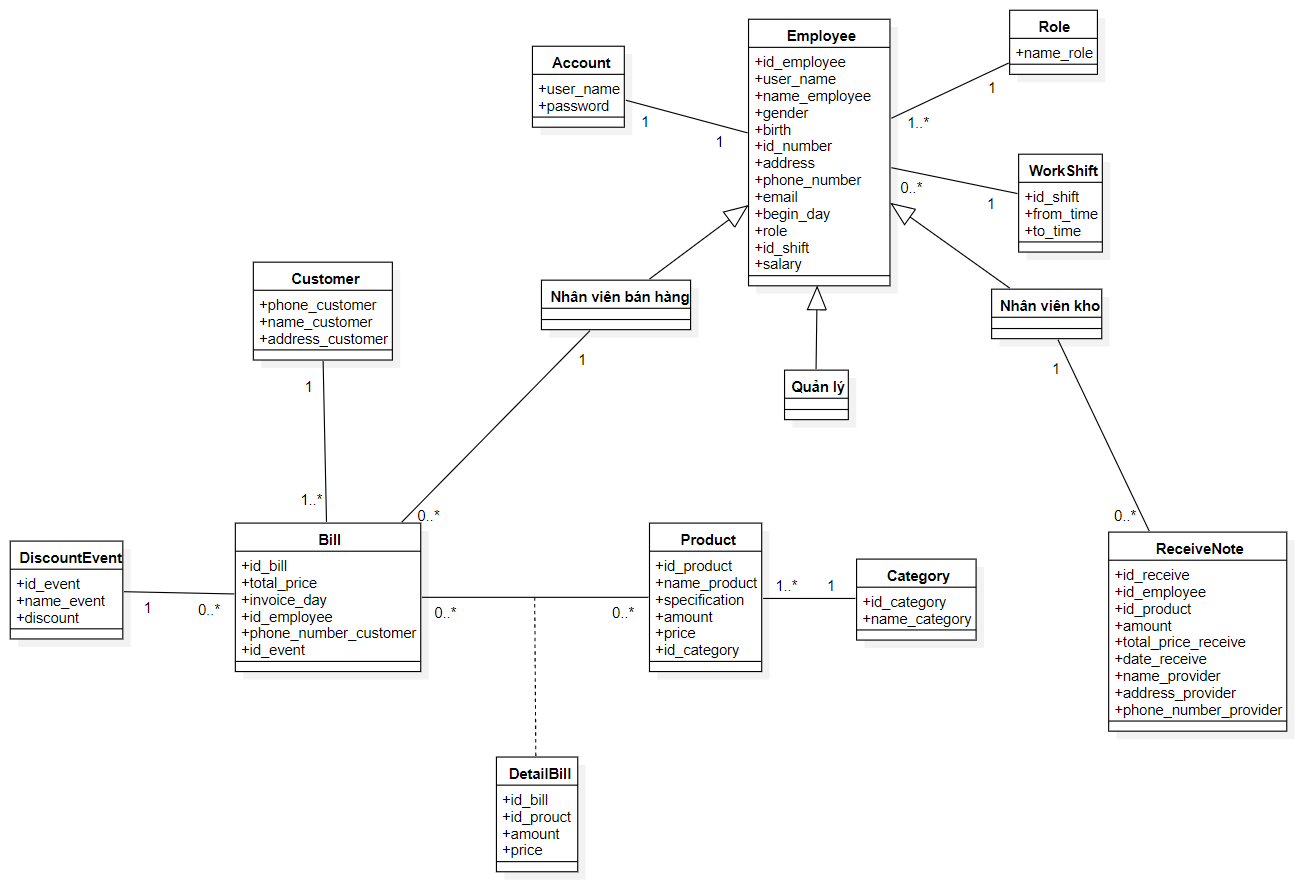 Employee
+id_employee
+user_name
+name_employee
+gender
+birth
+id_number
+address
+phone_number
+email
+begin_day
+role
+id_shift
+salary
Role
+name_role
1
1..*
Account
+user_name
+password
1
1
WorkShift
+id_shift
+from_time
+to_time
0..*
1
Customer
+phone_customer
+name_customer
+address_customer
1
1..*
Nhân viên bán hàng
1
0..*
Nhân viên kho
1
0..*
Quản lý
DiscountEvent
+id_event
+name_event
+discount
1
0..*
Bill
+id_bill
+total_price
+invoice_day
+id_employee
+phone_number_customer
+id_event
0..*
0..*
Product
+id_product
+name_product
+specification
+amount
+price
+id_category
1..*
1
Category
+id_category
+name_category
ReceiveNote
+id_receive
+id_employee
+id_product
+amount
+total_price_receive
+date_receive
+name_provider
+address_provider
+phone_number_provider
DetailBill
+id_bill
+id_prouct
+amount
+price